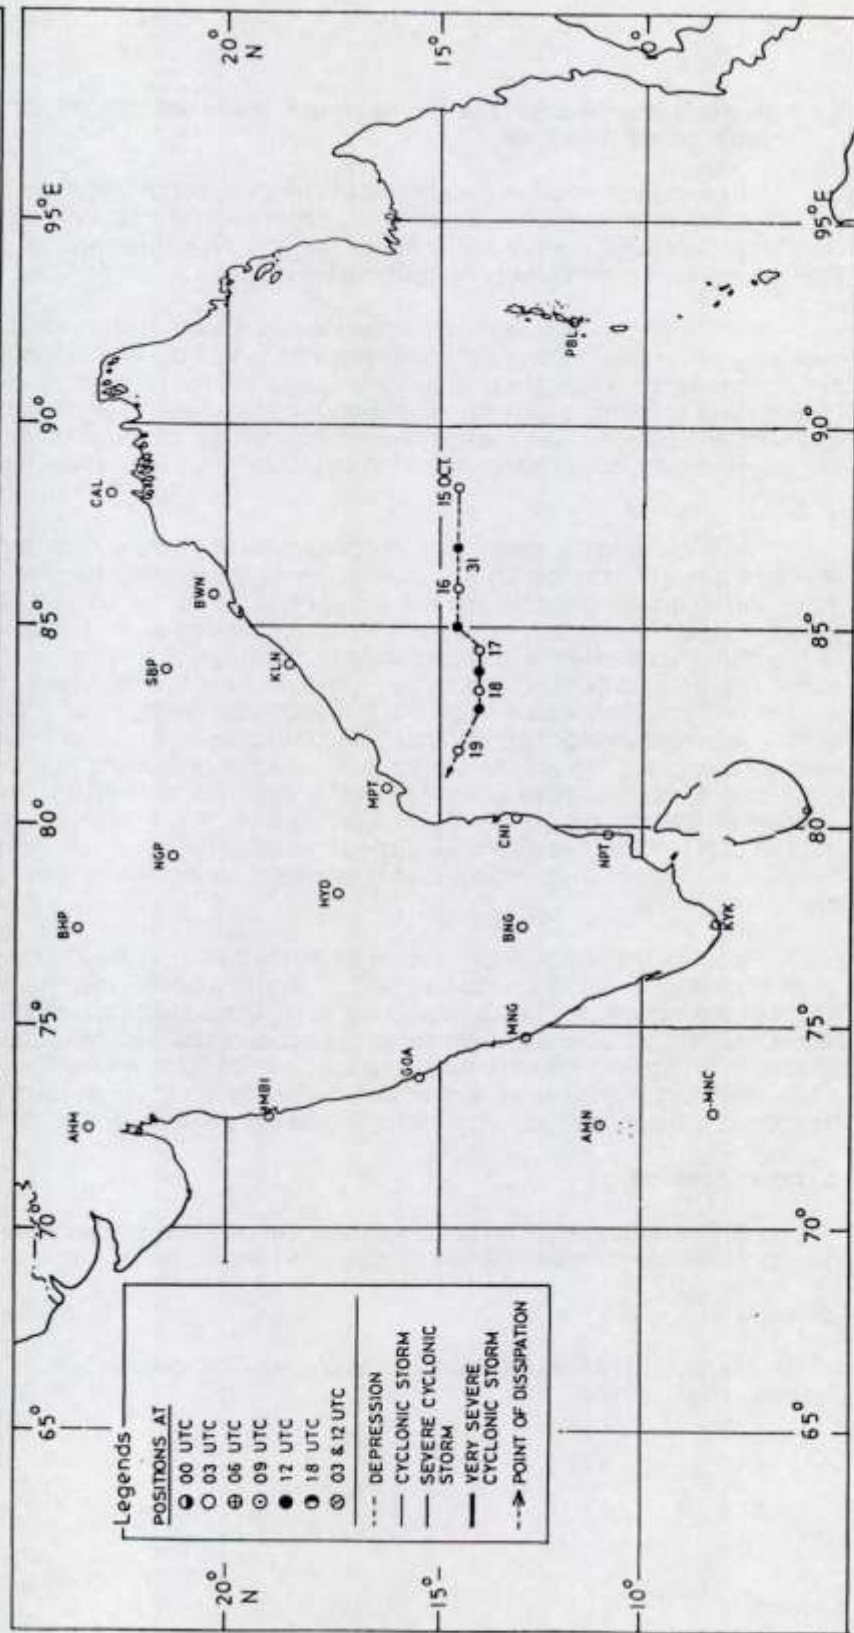 Legends
POSITIONS AT
00 UTC
03 UTC
06 UTC
09 UTC
12 UTC
18 UTC
03 & 12 UTC
DEPRESSION
CYCLONIC STORM
SEVERE CYCLONIC
STORM
VERY SEVERE
CYCLONIC STORM
POINT OF DISSIPATION
65°
70°
75°
80°
85°
90°
95°E
20°
N
15°
10°
20°
N
15°
10°
65°
70°
75°
80°
85°
90°
95°E
AHM
BHP
NGP
SBP
BWN
CAL
MBI
HYD
MPT
KLN
GOA
MNG
BNG
CNI
NPT
AMN
MNC
KYK
PBL
19
18
17
16
31
15 OCT.